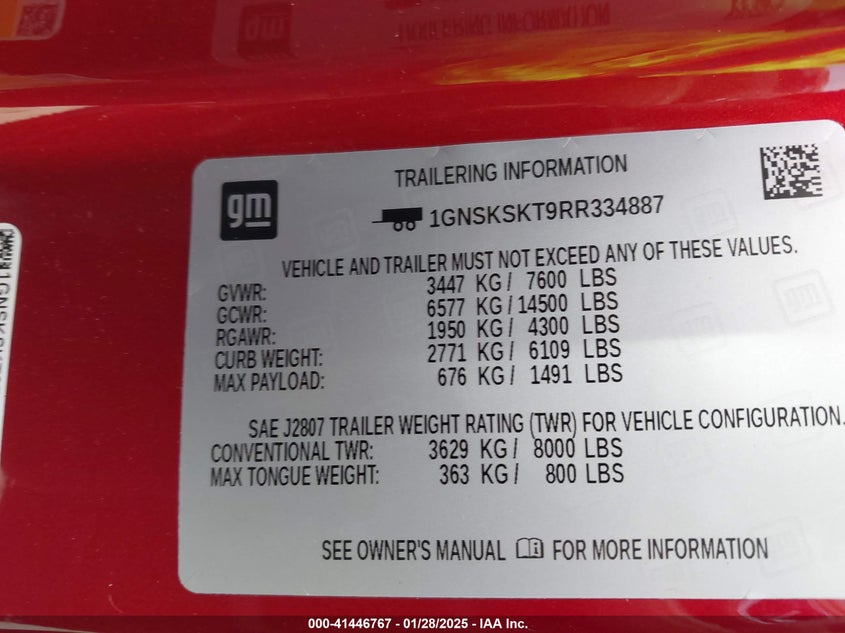 gm
TRAILERING INFORMATION
1GNSKSKT9RR334887
VEHICLE AND TRAILER MUST NOT EXCEED ANY OF THESE VALUES.
GVWR: 3447 KG / 7600 LBS
GCWR: 6577 KG / 14500 LBS
RGAWR: 1950 KG / 4300 LBS
CURB WEIGHT: 2771 KG / 6109 LBS
MAX PAYLOAD: 676 KG / 1491 LBS
SAE J2807 TRAILER WEIGHT RATING (TWR) FOR VEHICLE CONFIGURATION.
CONVENTIONAL TWR: 3629 KG / 8000 LBS
MAX TONGUE WEIGHT: 363 KG / 800 LBS
SEE OWNER'S MANUAL FOR MORE INFORMATION
000-41446767 - 01/28/2025 - IAA Inc.